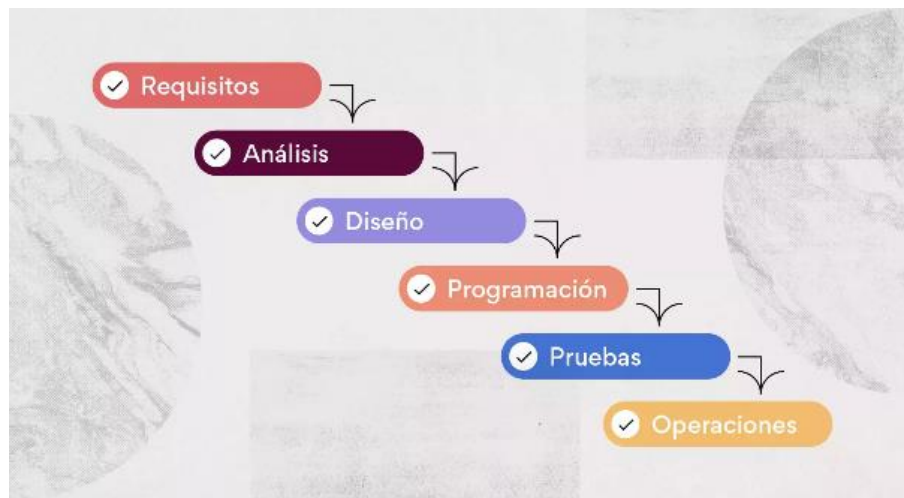 Requisitos
Análisis
Diseño
Programación
Pruebas
Operaciones